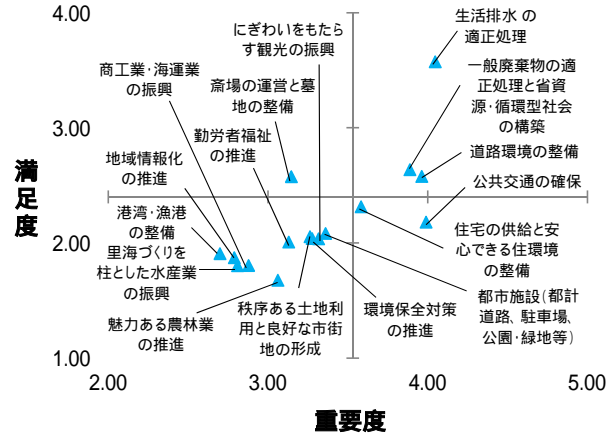 4.00
3.00
2.00
1.00
2.00
3.00
4.00
5.00
満足度
重要度
生活排水の
適正処理
一般廃棄物の適
正処理と省資
源・循環型社会
の構築
道路環境の整備
公共交通の確保
住宅の供給と安
心できる住環境
の整備
都市施設(都計
道路、駐車場、
公園・緑地等)
環境保全対策
の推進
秩序ある土地利
用と良好な市街
地の形成
魅力ある農林業
の推進
里海づくりを
柱とした水産業
の振興
港湾・漁港
の整備
地域情報化
の推進
商工業・海運業
の振興
勤労者福祉
の推進
斎場の運営と墓
地の整備
にぎわいをもたら
す観光の振興